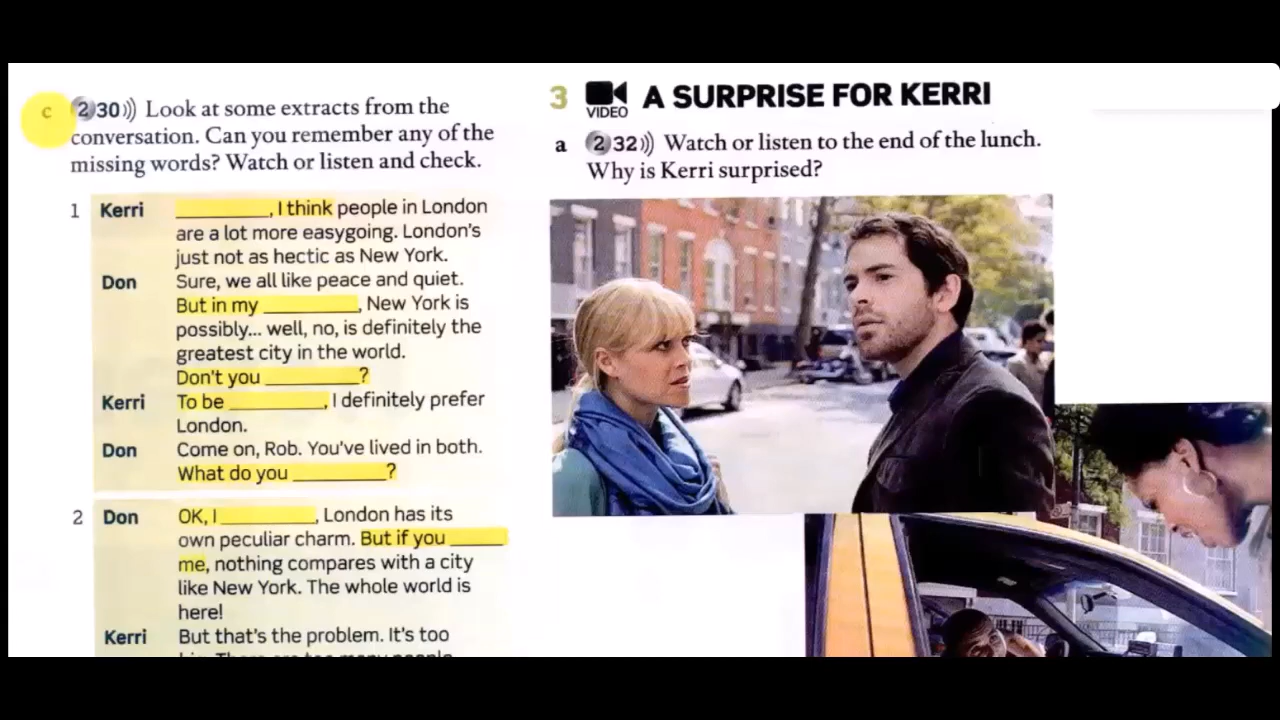 c 2 30)) Look at some extracts from the
conversation. Can you remember any of the
missing words? Watch or listen and check.
1 Kerri ________, I think people in London
are a lot more easygoing. London's
just not as hectic as New York.
Don Sure, we all like peace and quiet.
But in my ________, New York is
possibly... well, no, is definitely the
greatest city in the world.
Don't you ________?
Kerri To be ________, I definitely prefer
London.
Don Come on, Rob. You've lived in both.
What do you ________?
2 Don OK, I ________, London has its
own peculiar charm. But if you ____
me, nothing compares with a city
like New York. The whole world is
here!
Kerri But that's the problem. It's too
3 VIDEO A SURPRISE FOR KERRI
a 2 32)) Watch or listen to the end of the lunch.
Why is Kerri surprised?